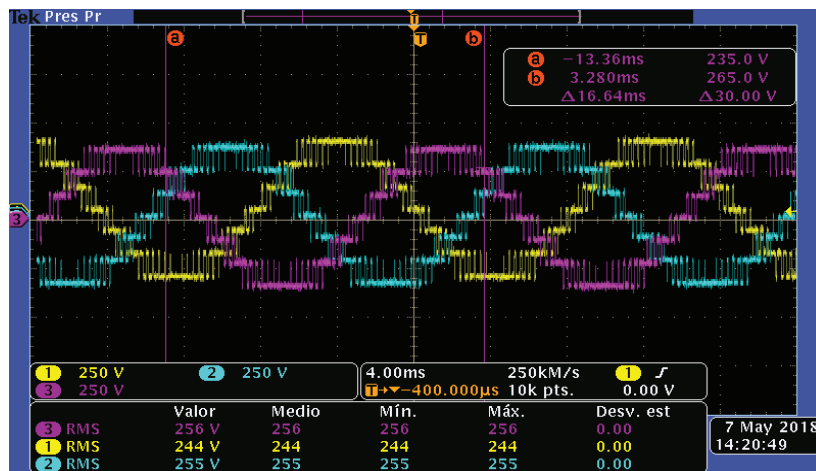 Tek Pres Pr
T
a
b
T
a −13.36ms 235.0 V
b 3.280ms 265.0 V
Δ16.64ms Δ30.00 V
3
1 250 V 2 250 V
3 250 V
4.00ms 250kM/s 1
T→▼−400.000µs 10k pts. 0.00 V
Valor Medio Mín. Máx. Desv. est
3 RMS 256 V 256 256 256 0.00
1 RMS 244 V 244 244 244 0.00
2 RMS 255 V 255 255 255 0.00
7 May 2018
14:20:49